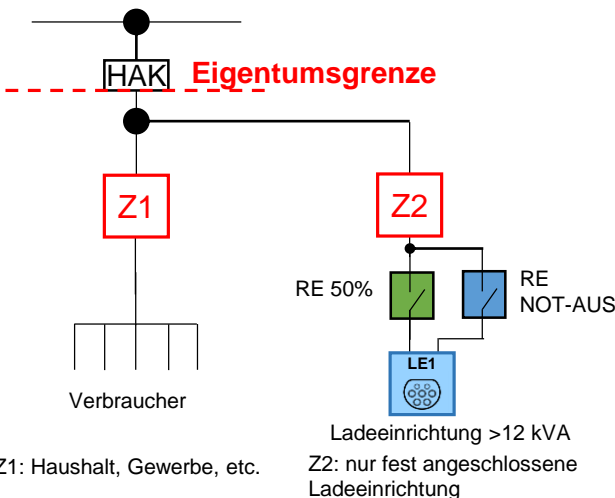 HAK
Eigentumsgrenze
Z1
Z2
RE 50%
RE
NOT-AUS
LE1
Verbraucher
Ladeeinrichtung >12 kVA
Z1: Haushalt, Gewerbe, etc.
Z2: nur fest angeschlossene
Ladeeinrichtung